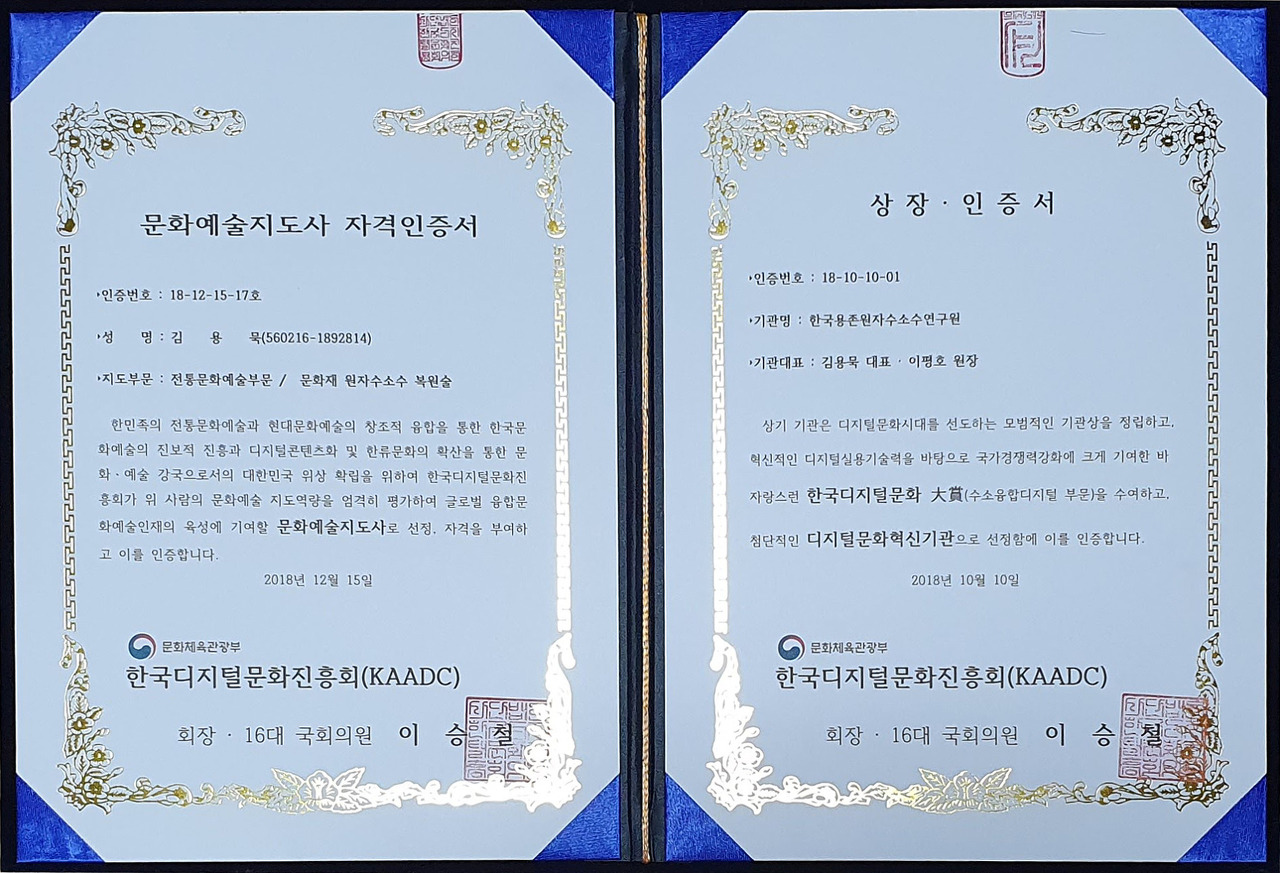 문화예술지도사 자격인증서
인증번호 : 18-12-15-17호
성 명 : 김 용 묵(560216-1892814)
지도부문 : 전통문화예술부문 / 문화재 원자수소수 복원술
한민족의 전통문화예술과 현대문화예술의 창조적 융합을 통한 한국문
화예술의 진보적 진흥과 디지털콘텐츠화 및 한류문화의 확산을 통한 문
화·예술 강국으로서의 대한민국 위상 확립을 위하여 한국디지털문화진
흥회가 위 사람의 문화예술 지도역량을 엄격히 평가하여 글로벌 융합문
화예술인재의 육성에 기여할 문화예술지도사로 선정, 자격을 부여하
고 이를 인증합니다.
2018년 12월 15일
문화체육관광부
한국디지털문화진흥회(KAADC)
회장 · 16대 국회의원 이 승 철
상 장 · 인 증 서
인증번호 : 18-10-10-01
기관명 : 한국용존원자수소수연구원
기관대표 : 김용묵 대표 · 이평호 원장
상기 기관은 디지털문화시대를 선도하는 모범적인 기관상을 정립하고,
혁신적인 디지털실용기술력을 바탕으로 국가경쟁력강화에 크게 기여한 바
자랑스런 한국디지털문화 大賞(수소융합디지털 부문)을 수여하고,
첨단적인 디지털문화혁신기관으로 선정함에 이를 인증합니다.
2018년 10월 10일
문화체육관광부
한국디지털문화진흥회(KAADC)
회장 · 16대 국회의원 이 승 철